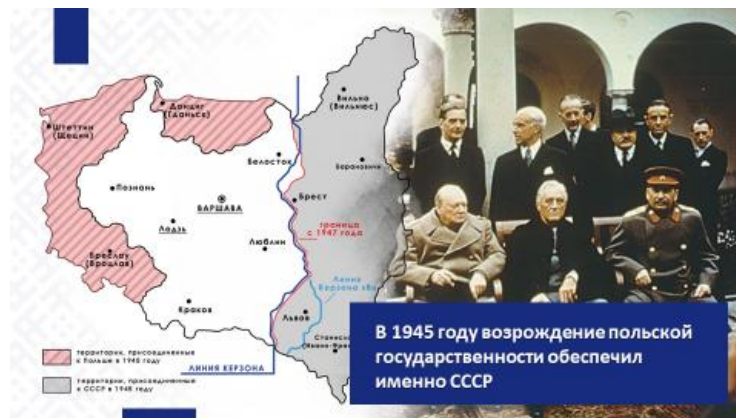 Вильна
(Вильнюс)
Данциг
(Гданьск)
Штеттин
(Щецин)
Белосток
Барановичи
Познань
Брест
ВАРШАВА
граница
с 1947 года
Лодзь
Люблин
Бреслау
(Вроцлав)
Линия
Керзона «В»
Краков
Львов
ЛИНИЯ КЕРЗОНА
территории, присоединенные
к Польше в 1945 году
территории, присоединенные
к СССР в 1945 году
В 1945 году возрождение польской
государственности обеспечил
именно СССР